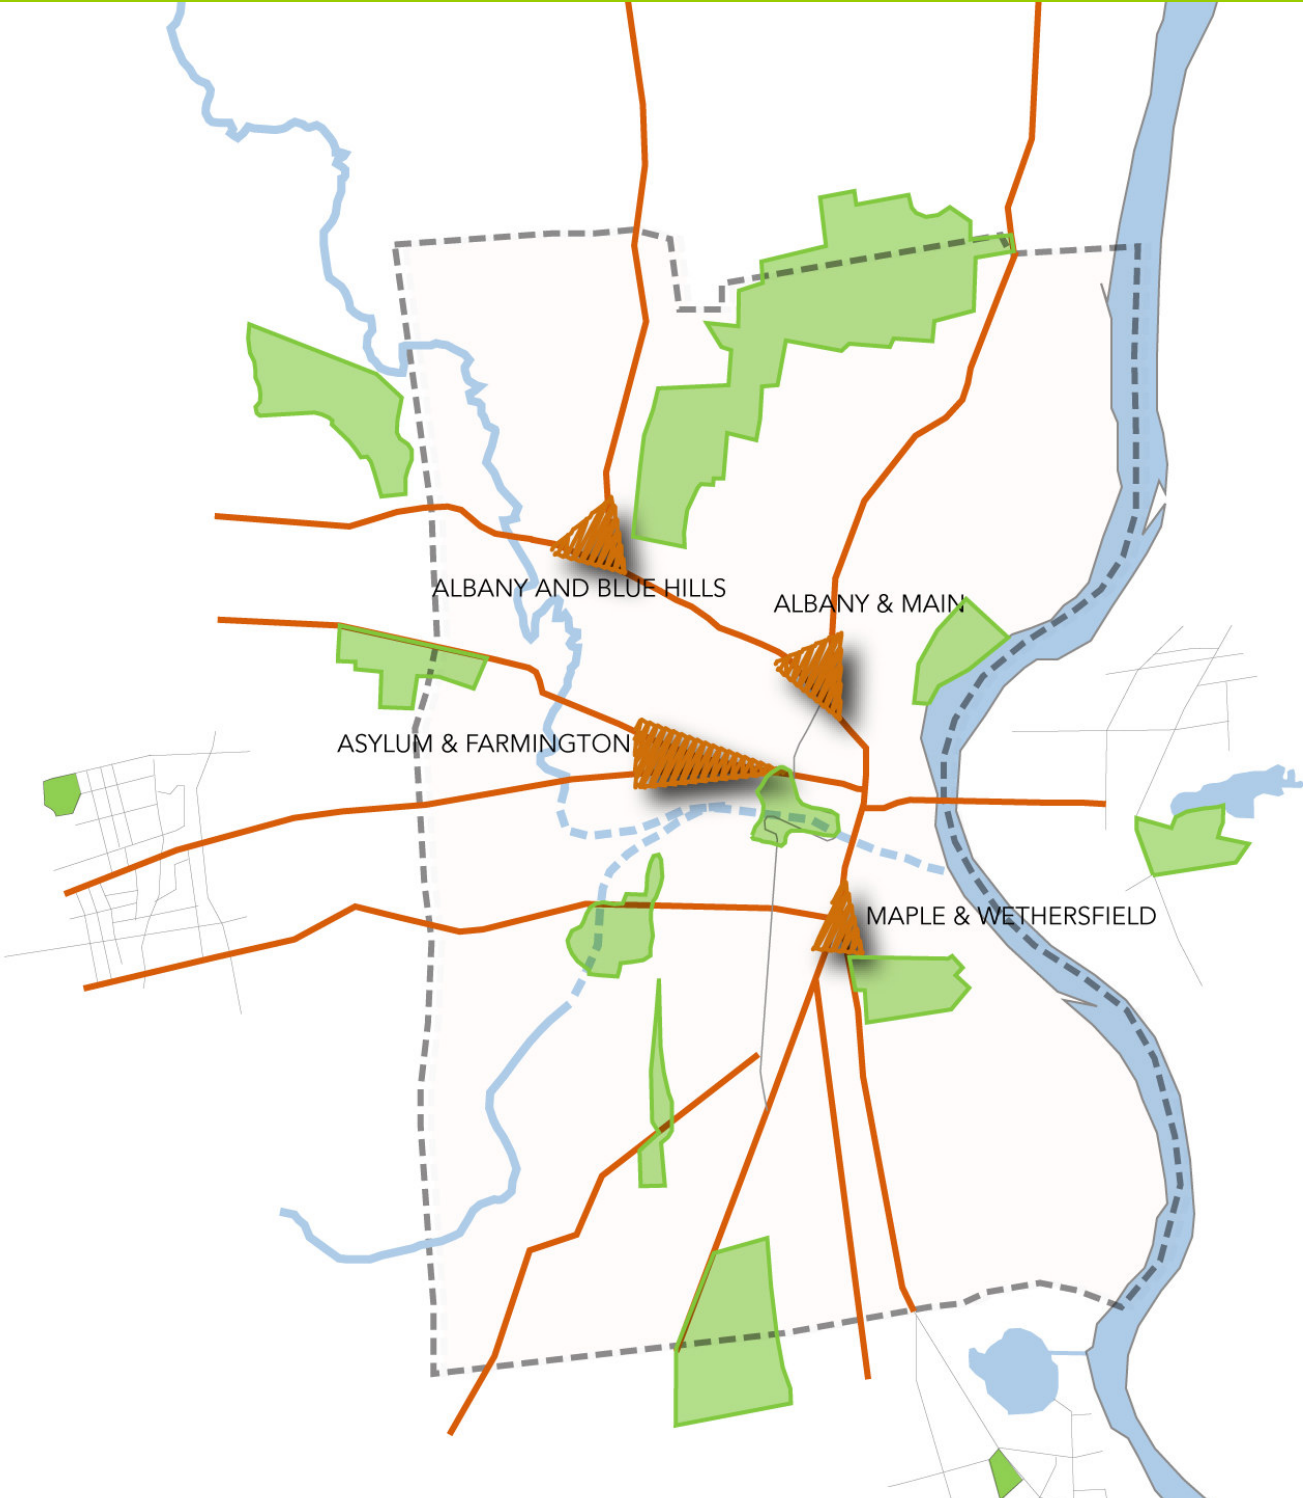 ALBANY AND BLUE HILLS
ALBANY & MAIN
ASYLUM & FARMINGTON
MAPLE & WETHERSFIELD